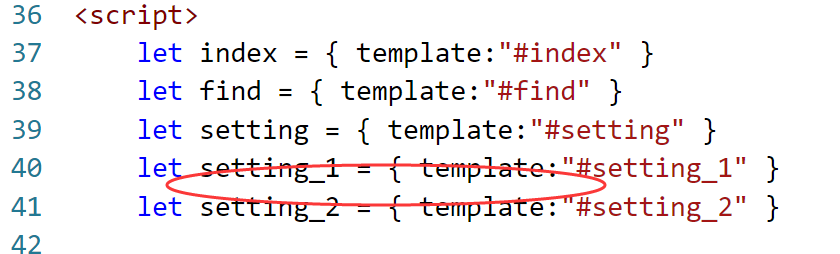 36 <script>
37 let index = { template:"#index" }
38 let find = { template:"#find" }
39 let setting = { template:"#setting" }
40 let setting_1 = { template:"#setting_1" }
41 let setting_2 = { template:"#setting_2" }
42